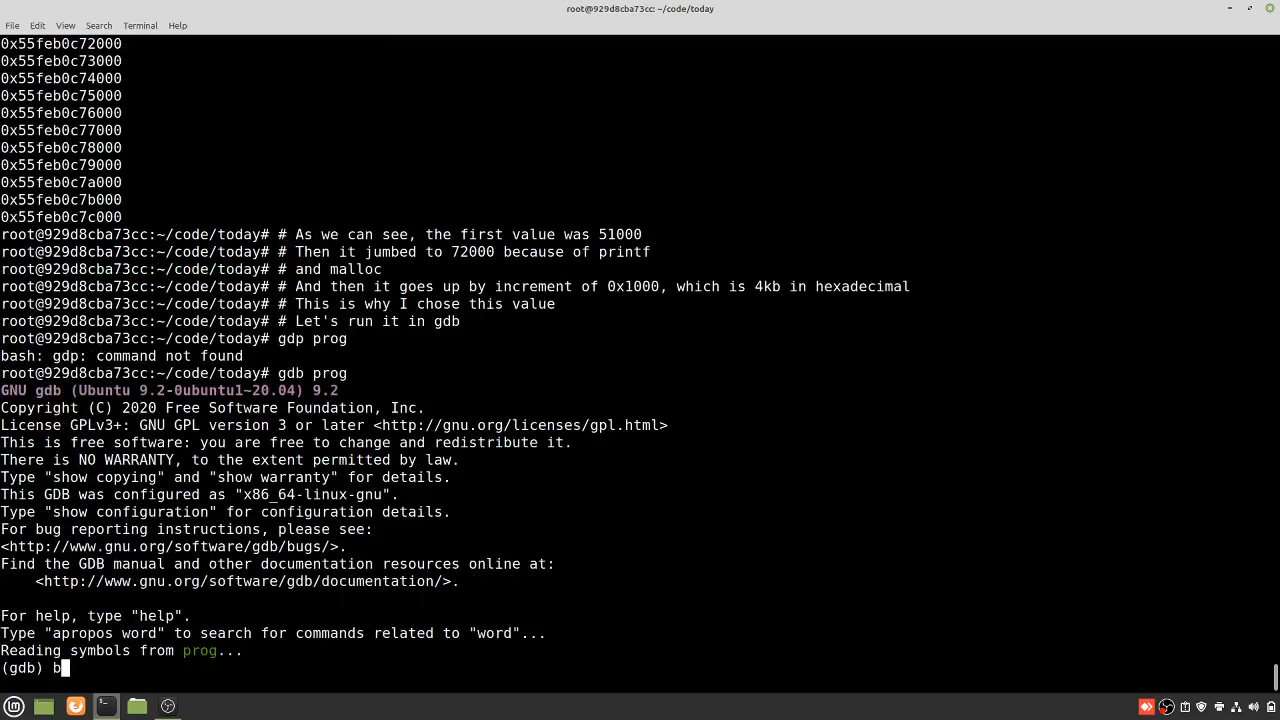 root@929d8cba73cc: ~/code/today
File Edit View Search Terminal Help
0x55feb0c72000
0x55feb0c73000
0x55feb0c74000
0x55feb0c75000
0x55feb0c76000
0x55feb0c77000
0x55feb0c78000
0x55feb0c79000
0x55feb0c7a000
0x55feb0c7b000
0x55feb0c7c000
root@929d8cba73cc:~/code/today# # As we can see, the first value was 51000
root@929d8cba73cc:~/code/today# # Then it jumbed to 72000 because of printf
root@929d8cba73cc:~/code/today# # and malloc
root@929d8cba73cc:~/code/today# # And then it goes up by increment of 0x1000, which is 4kb in hexadecimal
root@929d8cba73cc:~/code/today# # This is why I chose this value
root@929d8cba73cc:~/code/today# # Let's run it in gdb
root@929d8cba73cc:~/code/today# gdp prog
bash: gdp: command not found
root@929d8cba73cc:~/code/today# gdb prog
GNU gdb (Ubuntu 9.2-0ubuntu1~20.04) 9.2
Copyright (C) 2020 Free Software Foundation, Inc.
License GPLv3+: GNU GPL version 3 or later <http://gnu.org/licenses/gpl.html>
This is free software: you are free to change and redistribute it.
There is NO WARRANTY, to the extent permitted by law.
Type "show copying" and "show warranty" for details.
This GDB was configured as "x86_64-linux-gnu".
Type "show configuration" for configuration details.
For bug reporting instructions, please see:
<http://www.gnu.org/software/gdb/bugs/>.
Find the GDB manual and other documentation resources online at:
    <http://www.gnu.org/software/gdb/documentation/>.
For help, type "help".
Type "apropos word" to search for commands related to "word"...
Reading symbols from prog...
(gdb) b